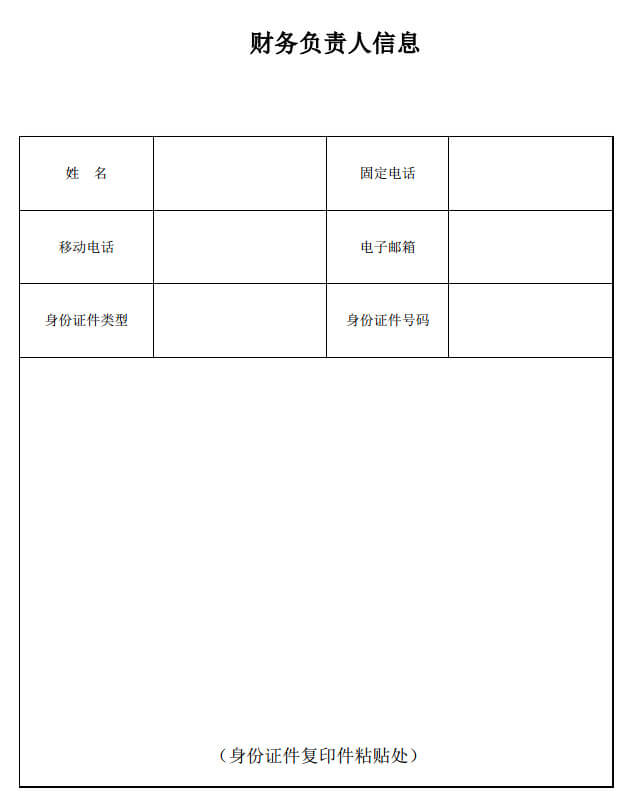 财务负责人信息
姓 名 固定电话
移动电话 电子邮箱
身份证件类型 身份证件号码
（身份证件复印件粘贴处）